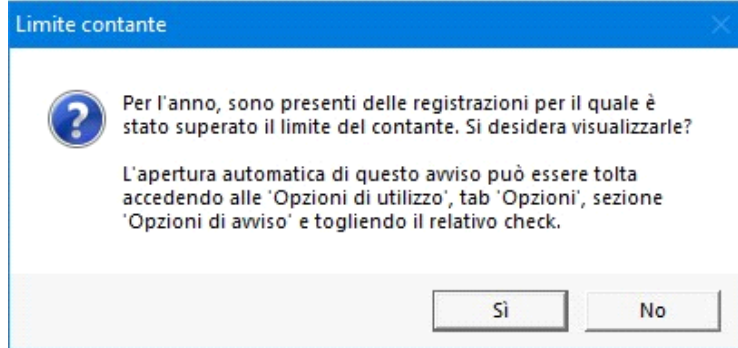 Limite contante
Per l'anno, sono presenti delle registrazioni per il quale è
stato superato il limite del contante. Si desidera visualizzarle?
L'apertura automatica di questo avviso può essere tolta
accedendo alle 'Opzioni di utilizzo', tab 'Opzioni', sezione
'Opzioni di avviso' e togliendo il relativo check.
Sì
No